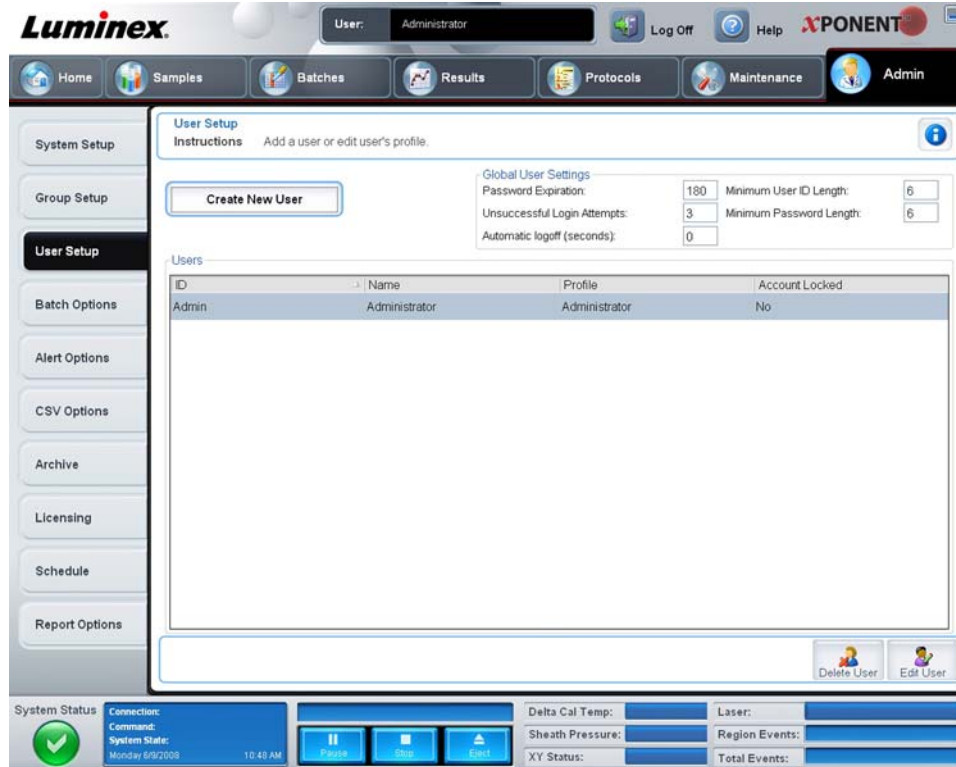 Luminex.
User: Administrator
Log Off
Help
XPONENT
Home
Samples
Batches
Results
Protocols
Maintenance
Admin
System Setup
Group Setup
User Setup
Batch Options
Alert Options
CSV Options
Archive
Licensing
Schedule
Report Options
User Setup
Instructions Add a user or edit user's profile.
Create New User
Global User Settings
Password Expiration: 180 Minimum User ID Length: 6
Unsuccessful Login Attempts: 3 Minimum Password Length: 6
Automatic logoff (seconds): 0
Users
ID Name Profile Account Locked
Admin Administrator Administrator No
Delete User
Edit User
System Status
Connection:
Command:
System State:
Monday 6/9/2008 10:48 AM
Pause
Stop
Eject
Delta Cal Temp:
Sheath Pressure:
XY Status:
Laser:
Region Events:
Total Events: